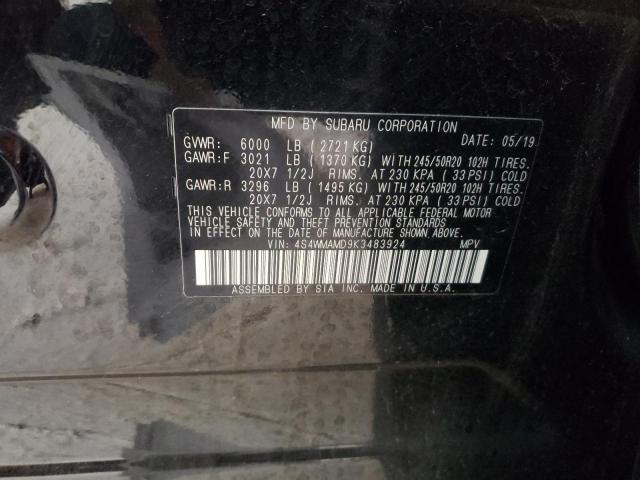 MFD BY SUBARU CORPORATION
GVWR: 6000 LB ( 2721 KG) DATE: 05/19
GAWR:F 3021 LB ( 1370 KG) WITH 245/50R20 102H TIRES.
20X7 1/2J RIMS. AT 230 KPA ( 33 PSI) COLD
GAWR:R 3296 LB ( 1495 KG) WITH 245/50R20 102H TIRES.
20X7 1/2J RIMS. AT 230 KPA ( 33 PSI) COLD
THIS VEHICLE CONFORMS TO ALL APPLICABLE FEDERAL MOTOR
VEHICLE SAFETY AND THEFT PREVENTION STANDARDS
IN EFFECT ON THE DATE OF MANUFACTURE SHOWN ABOVE.
VIN: 4S4WMAMD9K3483924 MPV
ASSEMBLED BY SIA INC. MADE IN U.S.A.